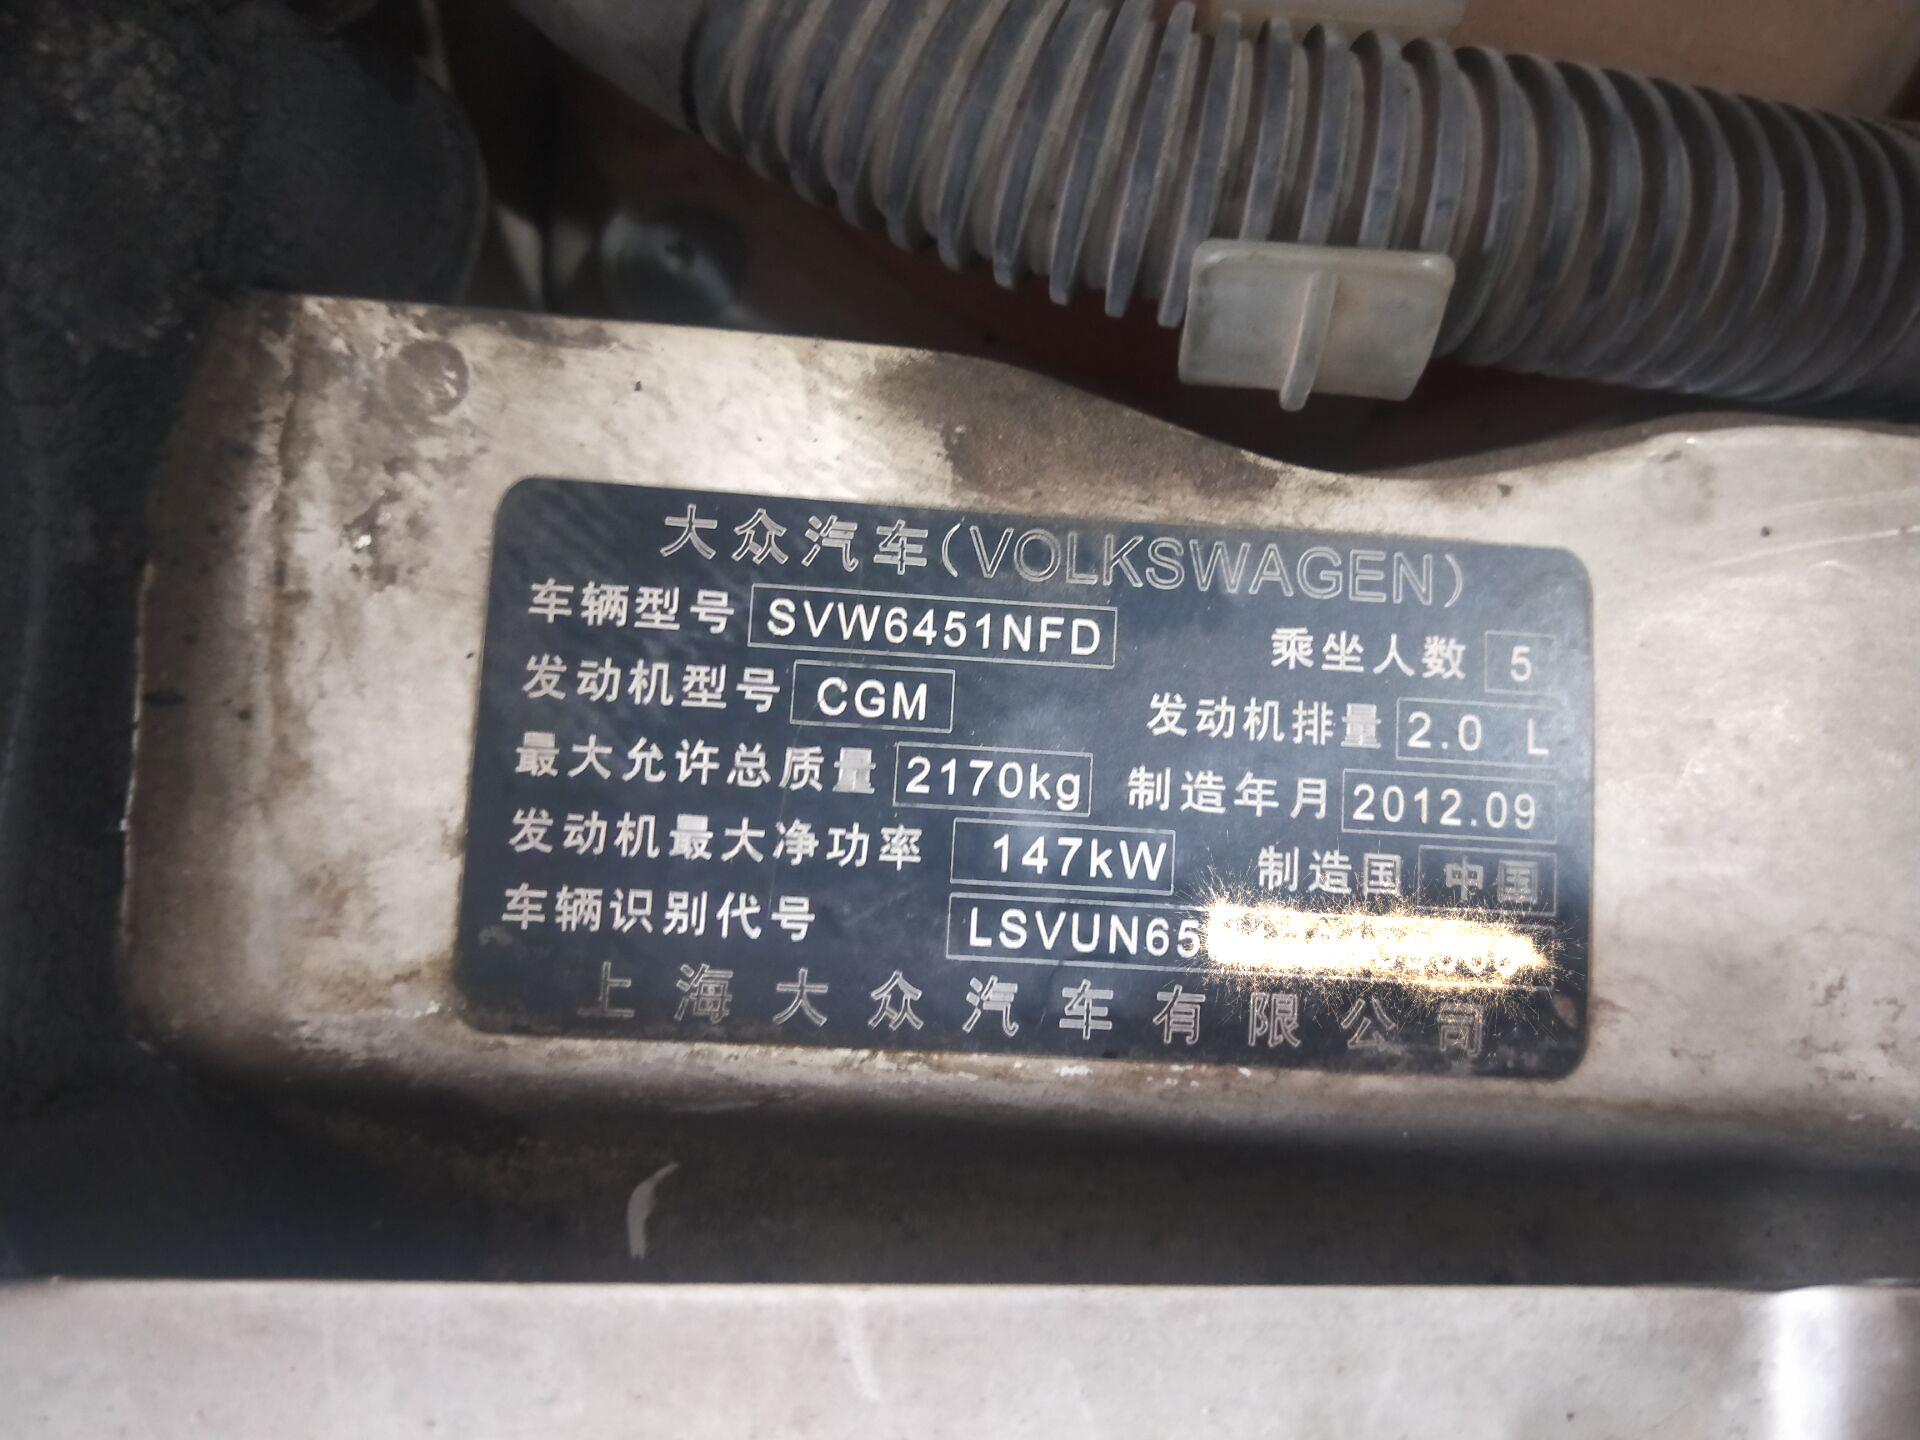 大众汽车(VOLKSWAGEN)
车辆型号 SVW6451NFD 乘坐人数 5
发动机型号 CGM 发动机排量 2.0 L
最大允许总质量 2170kg 制造年月 2012.09
发动机最大净功率 147kW 制造国 中国
车辆识别代号 LSVUN65
上海大众汽车有限公司